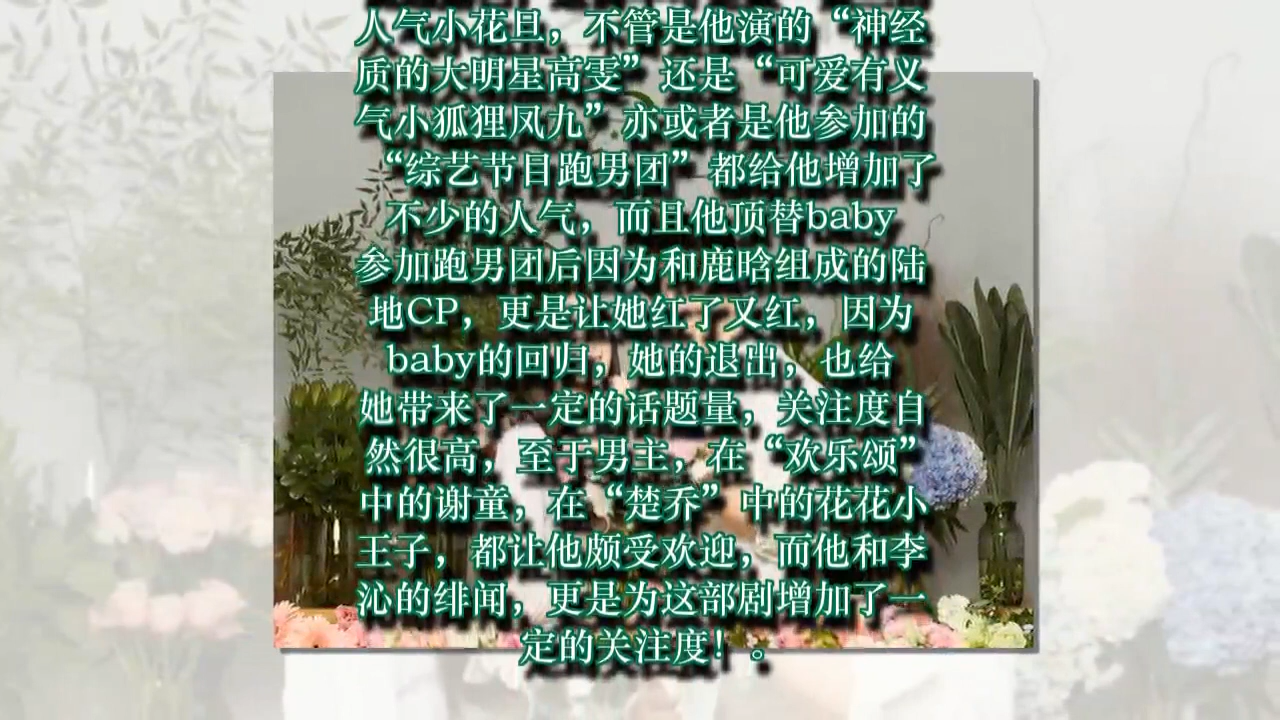 人气小花旦，不管是他演的“神经
质的大明星高雯”还是“可爱有义
气小狐狸凤九”亦或者是他参加的
“综艺节目跑男团”都给他增加了
不少的人气，而且他顶替baby
参加跑男团后因为和鹿晗组成的陆
地CP，更是让她红了又红，因为
baby的回归，她的退出，也给
她带来了一定的话题量，关注度自
然很高，至于男主，在“欢乐颂”
中的谢童，在“楚乔”中的花花小
王子，都让他颇受欢迎，而他和李
沁的绯闻，更是为这部剧增加了一
定的关注度！。